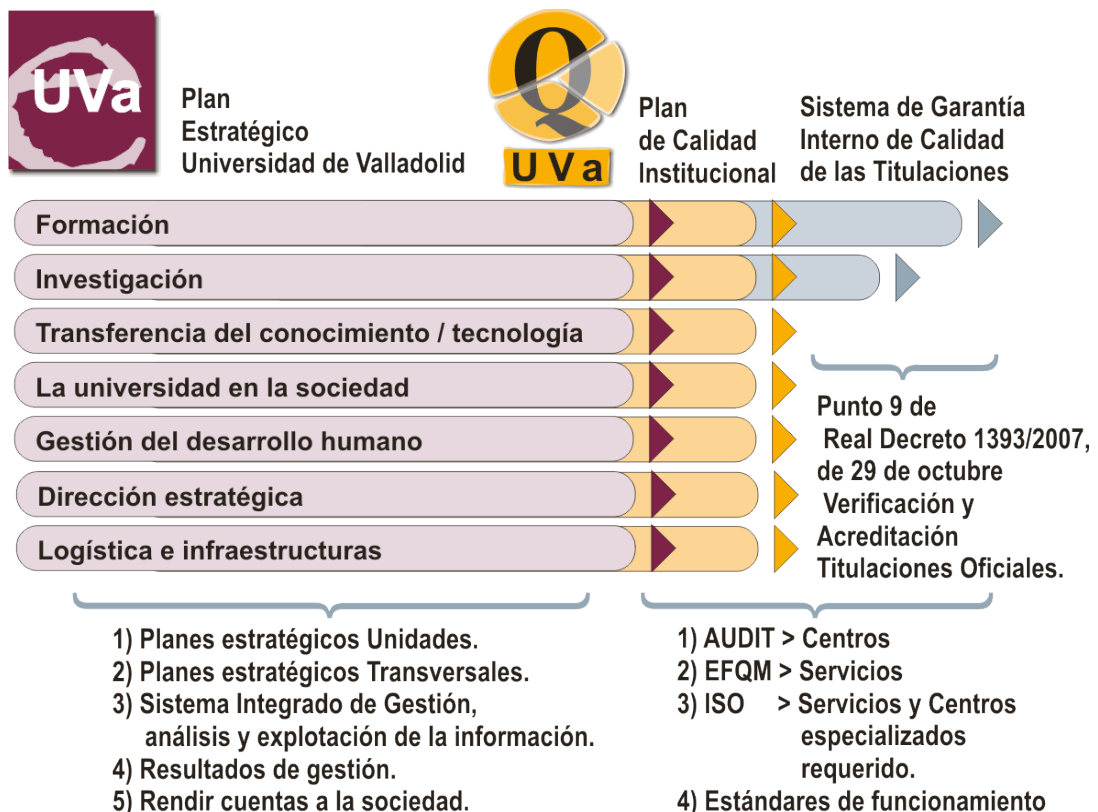 UVa
Plan
Estratégico
Universidad de Valladolid
Q
UVa
Plan
de Calidad
Institucional
Sistema de Garantía
Interno de Calidad
de las Titulaciones
Formación
Investigación
Transferencia del conocimiento / tecnología
La universidad en la sociedad
Gestión del desarrollo humano
Dirección estratégica
Logística e infraestructuras
Punto 9 de
Real Decreto 1393/2007,
de 29 de octubre
Verificación y
Acreditación
Titulaciones Oficiales.
1) Planes estratégicos Unidades.
2) Planes estratégicos Transversales.
3) Sistema Integrado de Gestión,
análisis y explotación de la información.
4) Resultados de gestión.
5) Rendir cuentas a la sociedad.
1) AUDIT > Centros
2) EFQM > Servicios
3) ISO > Servicios y Centros
especializados
requerido.
4) Estándares de funcionamiento